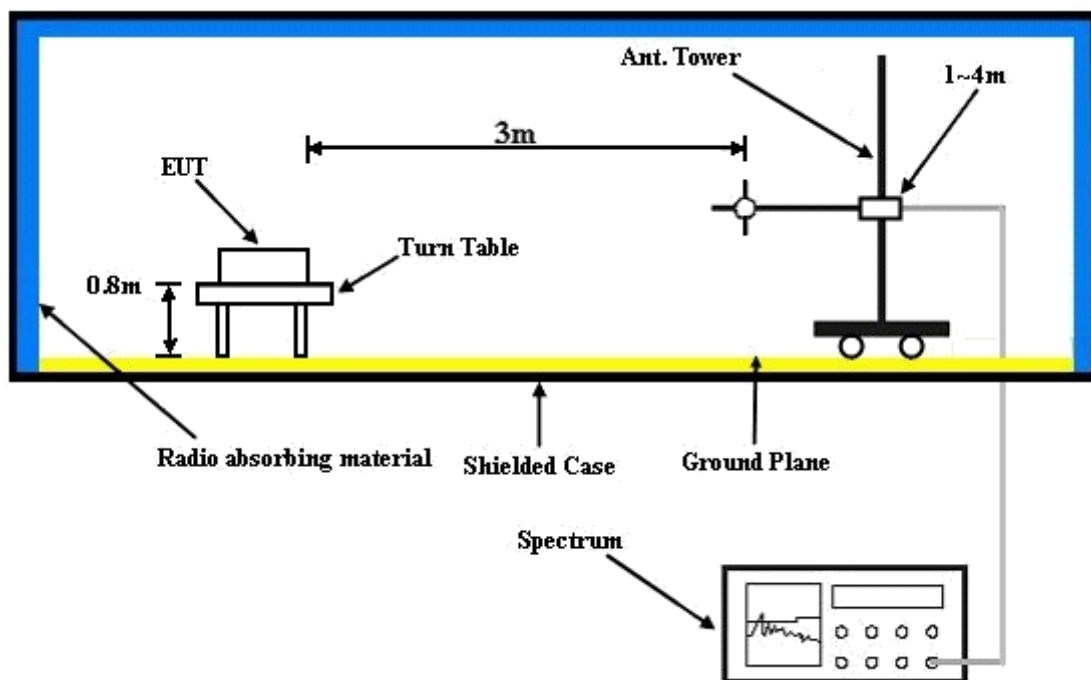 Ant. Tower
1~4m
3m
EUT
Turn Table
0.8m
Radio absorbing material
Shielded Case
Ground Plane
Spectrum